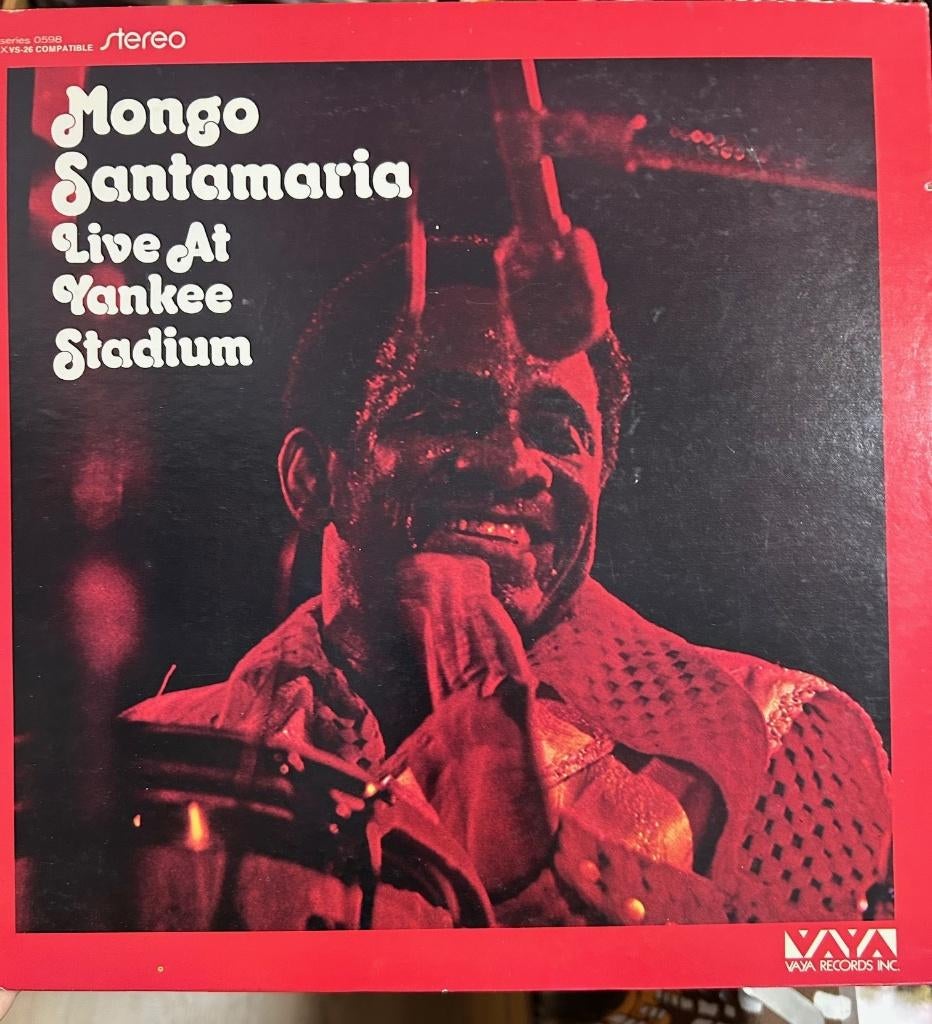 series 0598
XVS-26 COMPATIBLE
stereo
Mongo
Santamaria
Live At
Yankee
Stadium
VAYA
VAYA RECORDS INC.